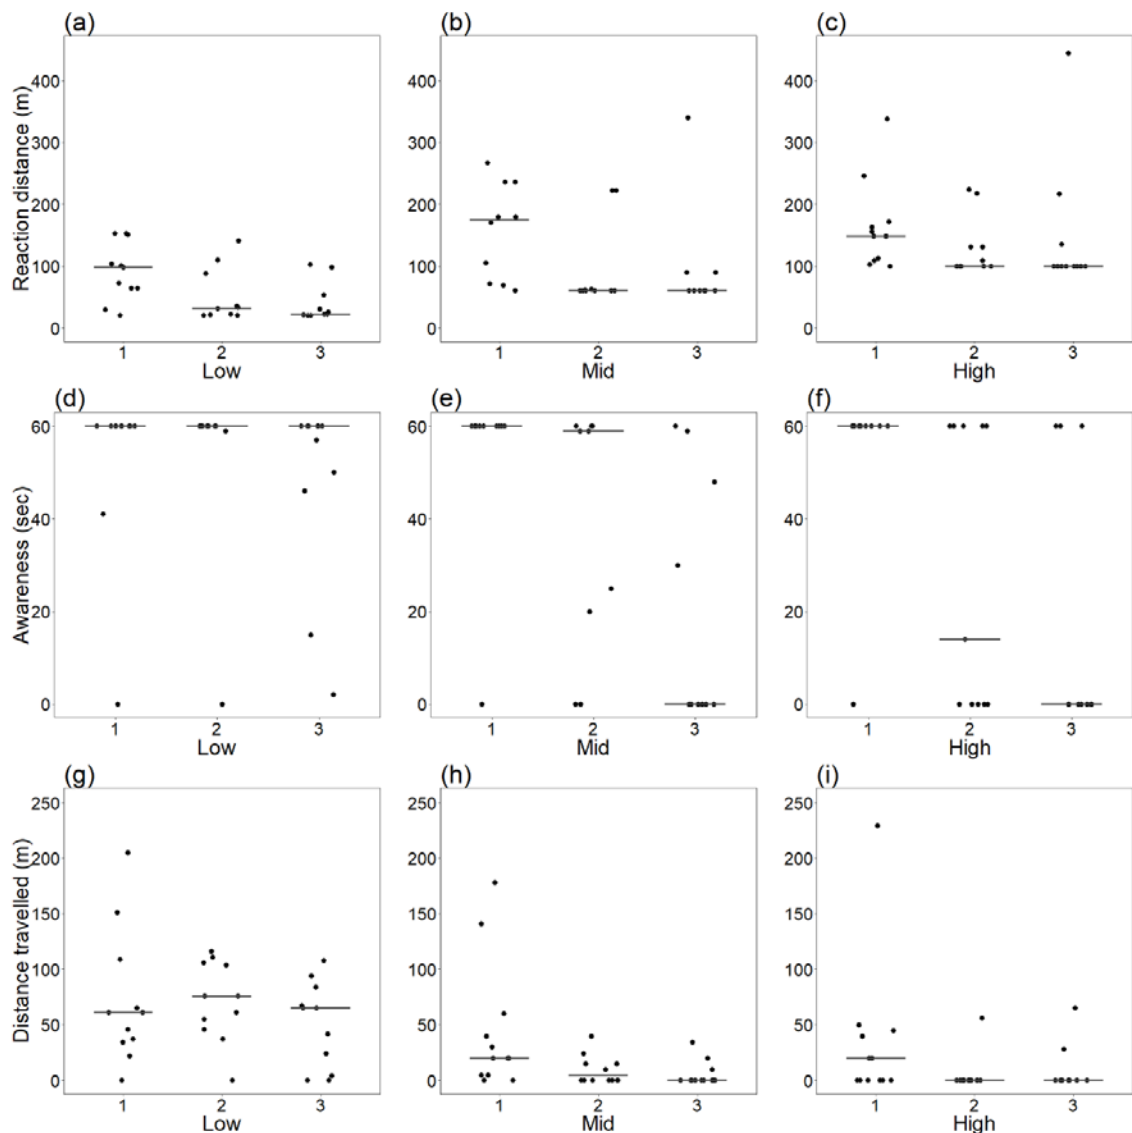 (a) (b) (c)
Reaction distance (m)
400 400 400
300 300 300
200 200 200
100 100 100
0 0 0
1 2 3 1 2 3 1 2 3
Low Mid High
(d) (e) (f)
Awareness (sec)
60 60 60
40 40 40
20 20 20
0 0 0
1 2 3 1 2 3 1 2 3
Low Mid High
(g) (h) (i)
Distance travelled (m)
250 250 250
200 200 200
150 150 150
100 100 100
50 50 50
0 0 0
1 2 3 1 2 3 1 2 3
Low Mid High